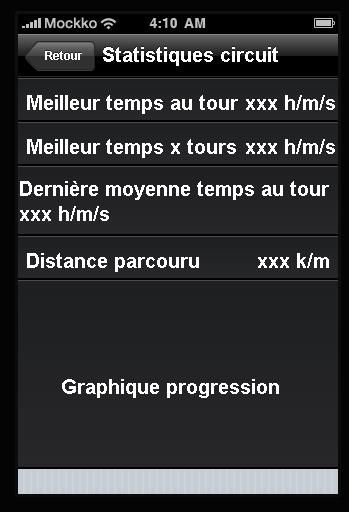 Mockko 4:10 AM
Retour Statistiques circuit
Meilleur temps au tour xxx h/m/s
Meilleur temps x tours xxx h/m/s
Dernière moyenne temps au tour
xxx h/m/s
Distance parcouru xxx k/m
Graphique progression